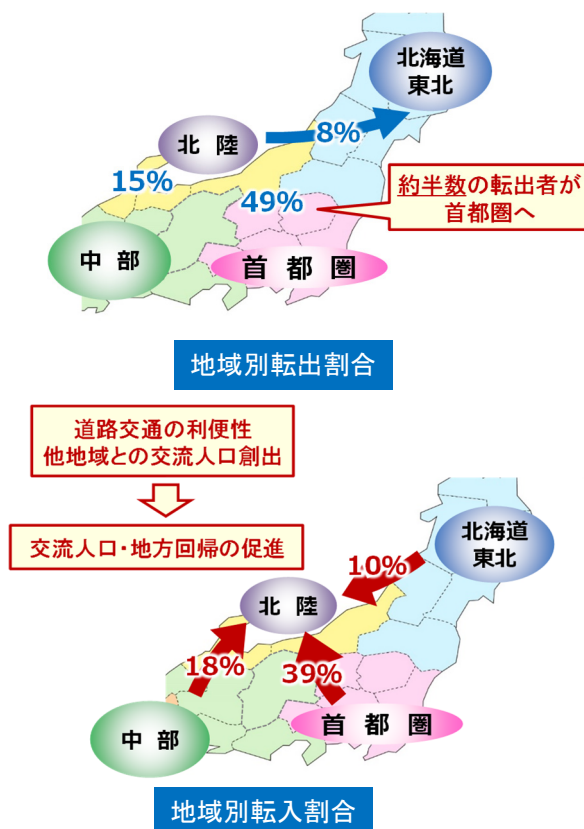 北海道
東北
北 陸
8%
15%
49%
約半数の転出者が
首都圏へ
中 部
首 都 圏
地域別転出割合
道路交通の利便性
他地域との交流人口創出
交流人口・地方回帰の促進
北海道
東北
10%
北 陸
18%
39%
中 部
首 都 圏
地域別転入割合